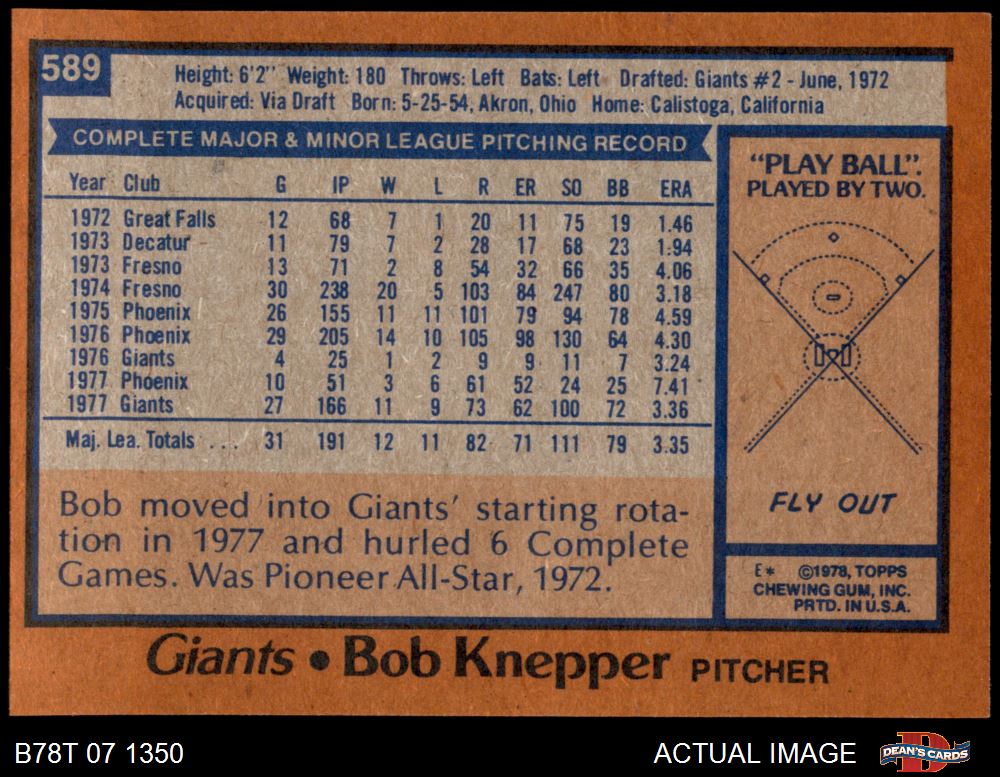 589
Height: 6'2" Weight: 180 Throws: Left Bats: Left Drafted: Giants #2 - June, 1972
Acquired: Via Draft Born: 5-25-54, Akron, Ohio Home: Calistoga, California
COMPLETE MAJOR & MINOR LEAGUE PITCHING RECORD
Year Club G IP W L R ER SO BB ERA
1972 Great Falls 12 68 7 1 20 11 75 19 1.46
1973 Decatur 11 79 7 2 28 17 68 23 1.94
1973 Fresno 13 71 2 8 54 32 66 35 4.06
1974 Fresno 30 238 20 5 103 84 247 80 3.18
1975 Phoenix 26 155 11 11 101 79 94 78 4.59
1976 Phoenix 29 205 14 10 105 98 130 64 4.30
1976 Giants 4 25 1 2 9 9 11 7 3.24
1977 Phoenix 10 51 3 6 61 52 24 25 7.41
1977 Giants 27 166 11 9 73 62 100 72 3.36
Maj. Lea. Totals ... 31 191 12 11 82 71 111 79 3.35
Bob moved into Giants' starting rota-
tion in 1977 and hurled 6 Complete
Games. Was Pioneer All-Star, 1972.
"PLAY BALL".
PLAYED BY TWO.
FLY OUT
E* ©1978, TOPPS
CHEWING GUM, INC.
PRTD. IN U.S.A.
Giants • Bob Knepper PITCHER
B78T 07 1350
ACTUAL IMAGE
DEAN'S CARDS